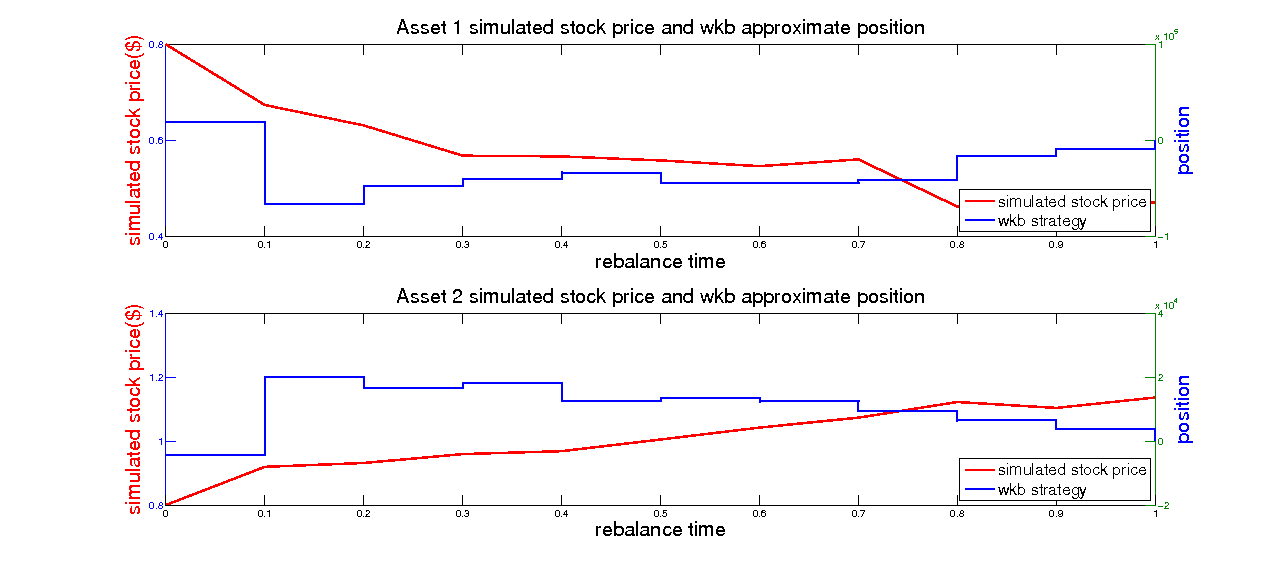 Asset 1 simulated stock price and wkb approximate position
x 10^5
simulated stock price($)
0.8
0.6
0.4
1
0
-1
position
simulated stock price
wkb strategy
0 0.1 0.2 0.3 0.4 0.5 0.6 0.7 0.8 0.9 1
rebalance time
Asset 2 simulated stock price and wkb approximate position
x 10^4
simulated stock price($)
1.4
1.2
1
0.8
4
2
0
-2
position
simulated stock price
wkb strategy
0 0.1 0.2 0.3 0.4 0.5 0.6 0.7 0.8 0.9 1
rebalance time